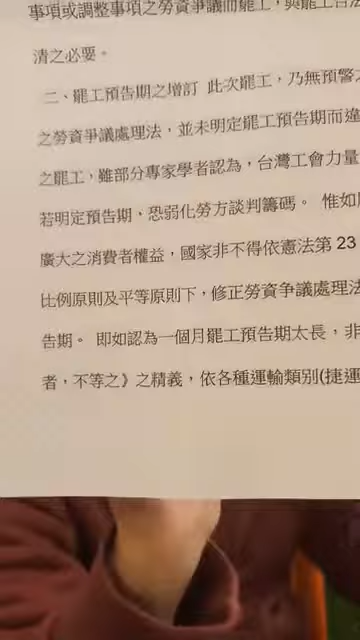 事項或調整事項之勞資爭議而罷工,與罷工合法
清之必要。
二、罷工預告期之增訂 此次罷工,乃無預警之
之勞資爭議處理法,並未明定罷工預告期而違
之罷工,雖部分專家學者認為,台灣工會力量
若明定預告期、恐弱化勞方談判籌碼。 惟如
廣大之消費者權益,國家非不得依憲法第 23
比例原則及平等原則下,修正勞資爭議處理法
告期。 即如認為一個月罷工預告期太長,非
者,不等之》之精義,依各種運輸類別(捷運